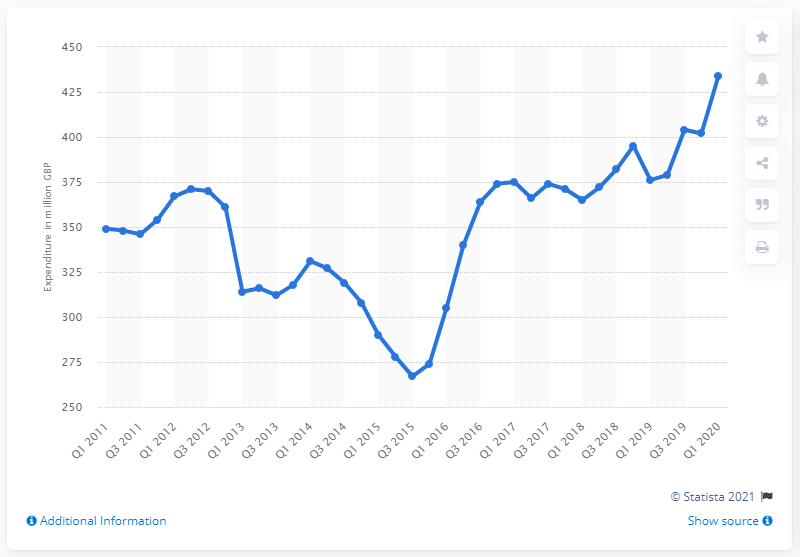 450
425
400
375
350
325
300
275
250
Expenditure in million GBP
Q1 2011
Q3 2011
Q1 2012
Q3 2012
Q1 2013
Q3 2013
Q1 2014
Q3 2014
Q1 2015
Q3 2015
Q1 2016
Q3 2016
Q1 2017
Q3 2017
Q1 2018
Q3 2018
Q1 2019
Q3 2019
Q1 2020
© Statista 2021
Additional Information
Show source